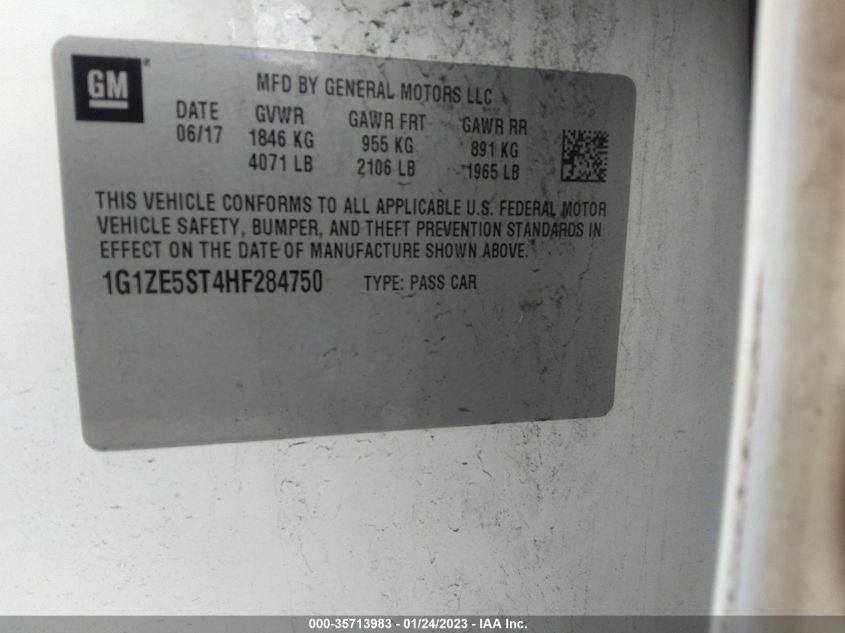 GM®
MFD BY GENERAL MOTORS LLC
DATE GVWR GAWR FRT GAWR RR
06/17 1846 KG 955 KG 891 KG
4071 LB 2106 LB 1965 LB
THIS VEHICLE CONFORMS TO ALL APPLICABLE U.S. FEDERAL MOTOR
VEHICLE SAFETY, BUMPER, AND THEFT PREVENTION STANDARDS IN
EFFECT ON THE DATE OF MANUFACTURE SHOWN ABOVE.
1G1ZE5ST4HF284750 TYPE: PASS CAR
000-35713983 - 01/24/2023 - IAA Inc.